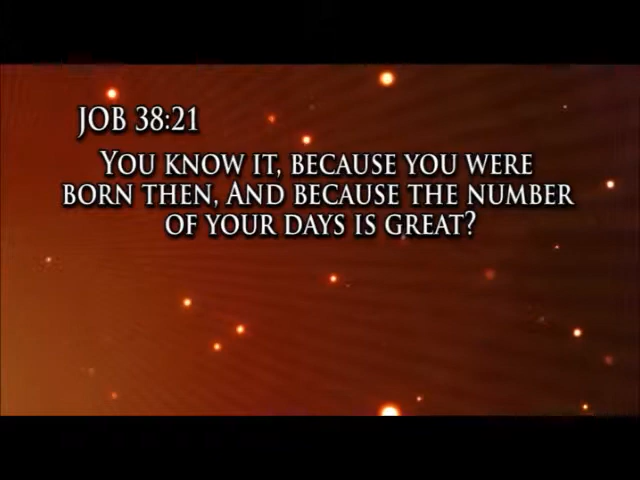 JOB 38:21
YOU KNOW IT, BECAUSE YOU WERE
BORN THEN, AND BECAUSE THE NUMBER
OF YOUR DAYS IS GREAT?